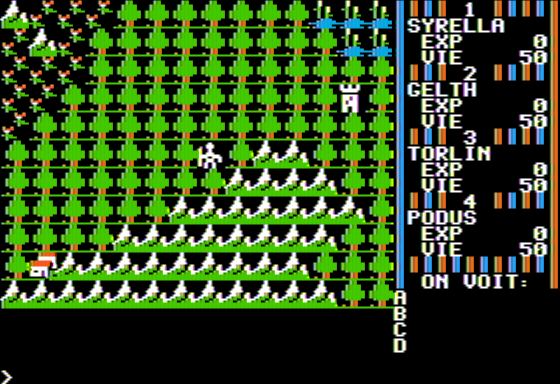 1
SYRELLA
EXP 0
VIE 50
2
GELTH
EXP 0
VIE 50
3
TORLIN
EXP 0
VIE 50
4
PODUS
EXP 0
VIE 50
ON VOIT:
A
B
C
D
>